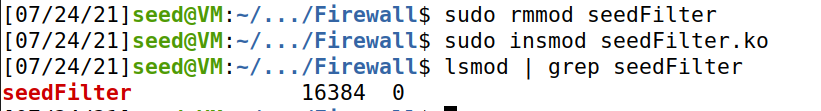 [07/24/21]seed@VM:~/.../Firewall$ sudo rmmod seedFilter
[07/24/21]seed@VM:~/.../Firewall$ sudo insmod seedFilter.ko
[07/24/21]seed@VM:~/.../Firewall$ lsmod | grep seedFilter
seedFilter             16384  0